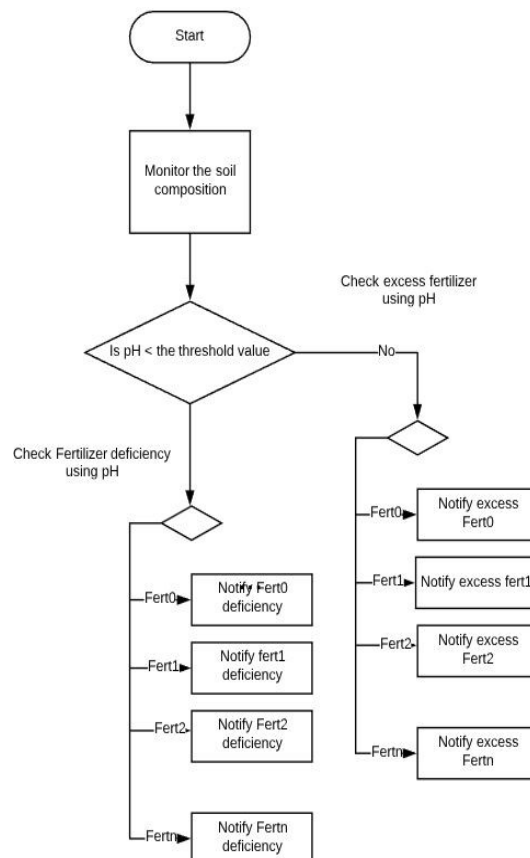 Start
Monitor the soil
composition
Check excess fertilizer
using pH
Is pH < the threshold value
No
Check Fertilizer deficiency
using pH
Fert0
Notify excess
Fert0
Fert1
Notify excess fert1
Fert2
Notify excess
Fert2
Fertn
Notify excess
Fertn
Fert0
Notify Fert0
deficiency
Fert1
Notify fert1
deficiency
Fert2
Notify Fert2
deficiency
Fertn
Notify Fertn
deficiency